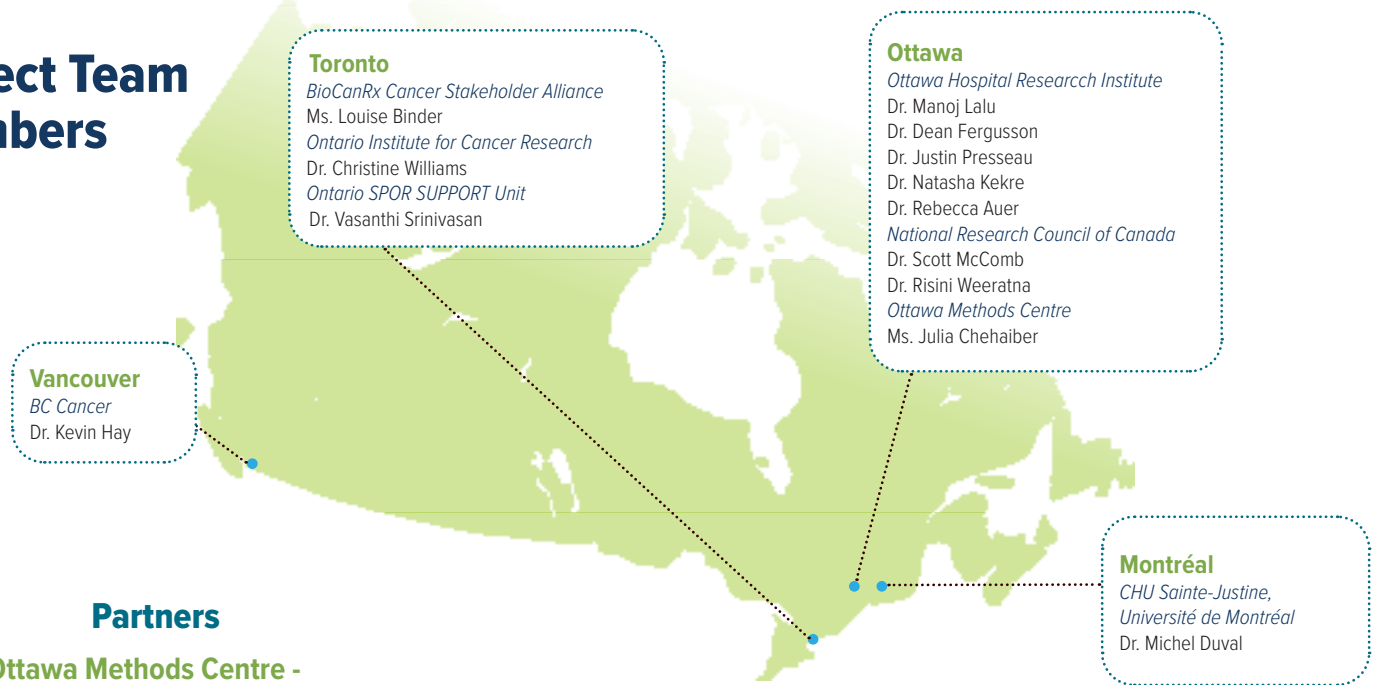 ect Team
nbers
Toronto
BioCanRx Cancer Stakeholder Alliance
Ms. Louise Binder
Ontario Institute for Cancer Research
Dr. Christine Williams
Ontario SPOR SUPPORT Unit
Dr. Vasanthi Srinivasan
Ottawa
Ottawa Hospital Researcch Institute
Dr. Manoj Lalu
Dr. Dean Fergusson
Dr. Justin Presseau
Dr. Natasha Kekre
Dr. Rebecca Auer
National Research Council of Canada
Dr. Scott McComb
Dr. Risini Weeratna
Ottawa Methods Centre
Ms. Julia Chehaiber
Vancouver
BC Cancer
Dr. Kevin Hay
Montréal
CHU Sainte-Justine,
Université de Montréal
Dr. Michel Duval
Partners
Ottawa Methods Centre -